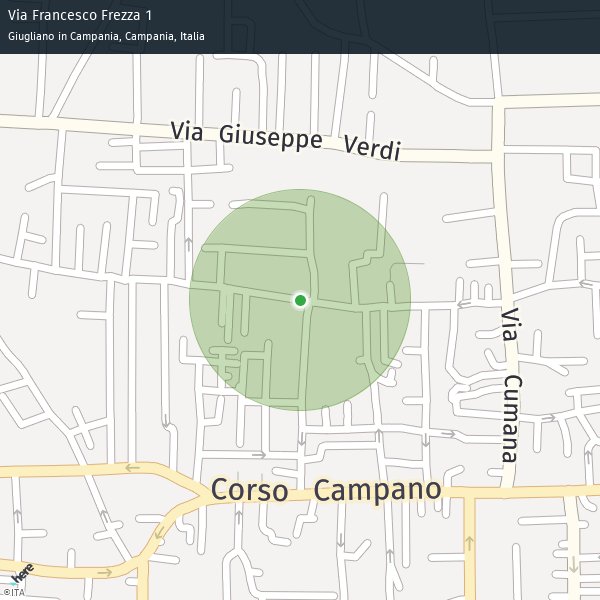 Via Francesco Frezza 1
Giugliano in Campania, Campania, Italia
Via Giuseppe Verdi
Via Cumana
Corso Campano
here
©ITA